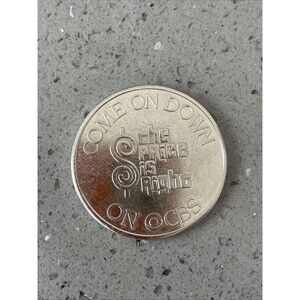 COME ON DOWN
the
Price
is
Right
ON CBS